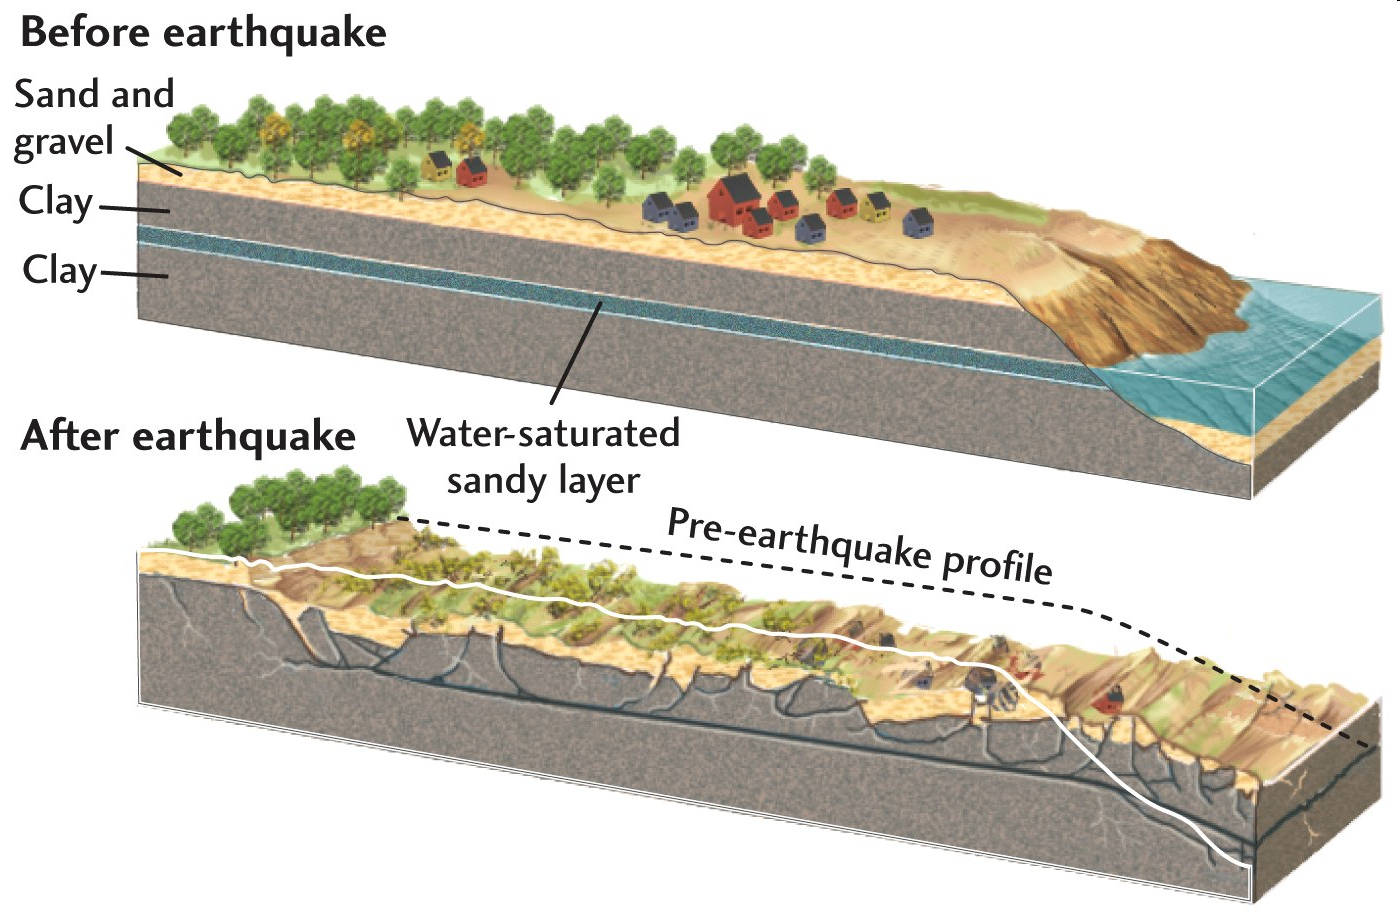 Before earthquake
Sand and
gravel
Clay
Clay
Water-saturated
sandy layer
After earthquake
Pre-earthquake profile